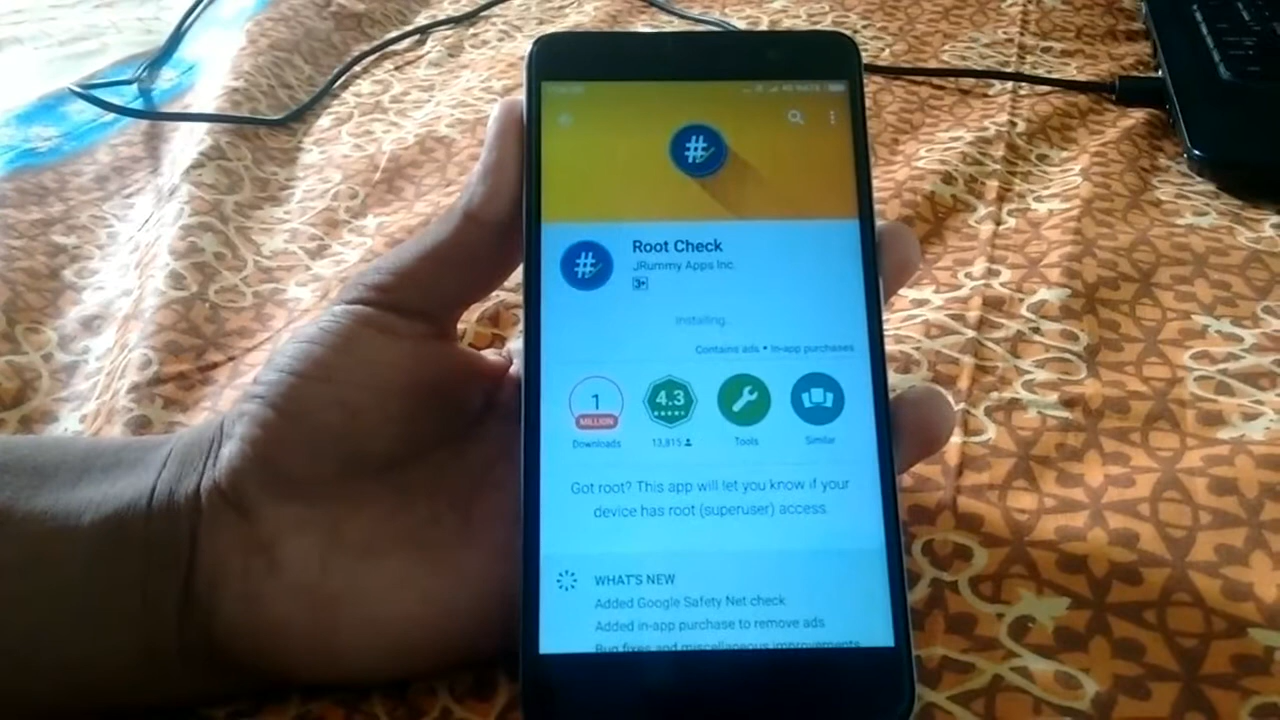 Root Check
JRummy Apps Inc.
3+
Installing..
Contains ads • In-app purchases
1
MILLION
Downloads
4.3
13,815
Tools
Similar
Got root? This app will let you know if your
device has root (superuser) access.
WHAT'S NEW
Added Google Safety Net check
Added in-app purchase to remove ads
Bug fixes and miscellaneous improvements